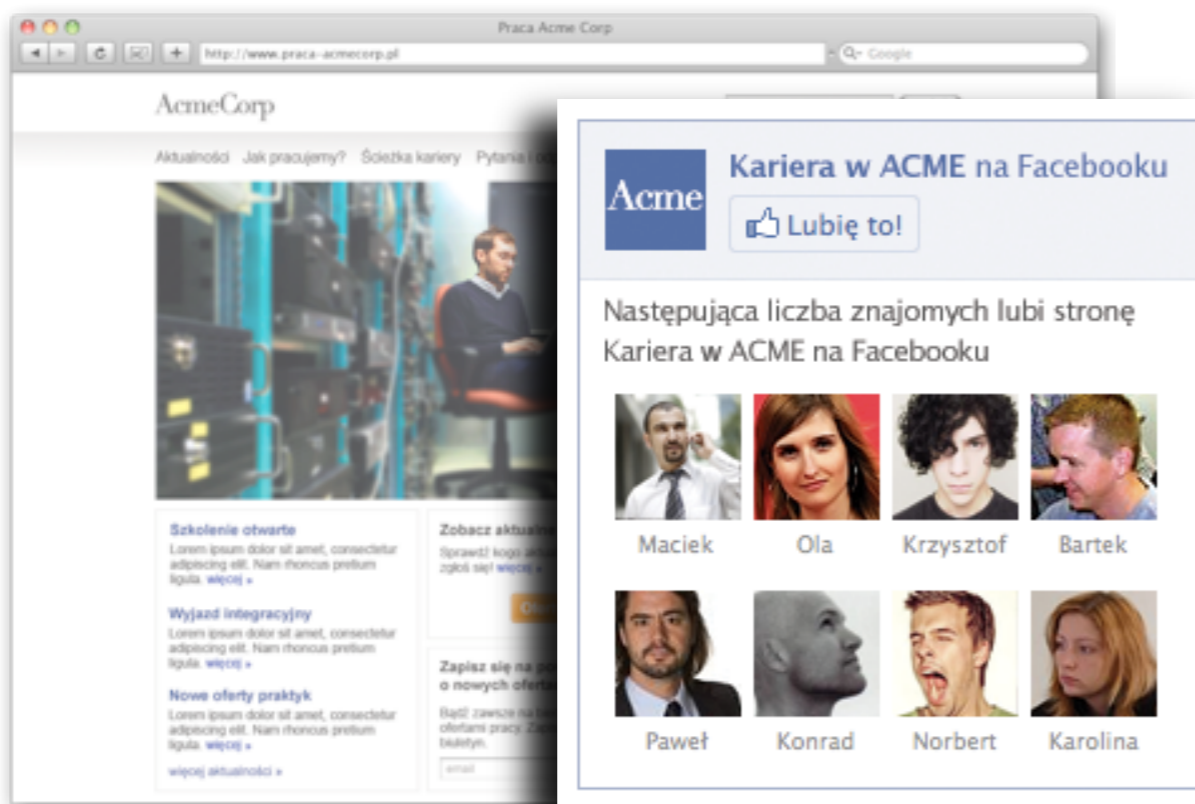 Praca Acme Corp
http://www.praca-acmecorp.pl
Google
AcmeCorp
Aktualności Jak pracujemy? Ścieżka kariery Pytania i
Szkolenie otwarte
Lorem ipsum dolor sit amet, consectetur
adipiscing elit. Nam rhoncus pretium
ligula. więcej »
Wyjazd integracyjny
Lorem ipsum dolor sit amet, consectetur
adipiscing elit. Nam rhoncus pretium
ligula. więcej »
Nowe oferty praktyk
Lorem ipsum dolor sit amet, consectetur
adipiscing elit. Nam rhoncus pretium
ligula. więcej »
więcej aktualności »
Zobacz aktualne
Sprawdź kogo
zgłoś się! więcej »
Zapisz się na
o nowych
Bądź zawsze na
ofertami pracy.
biuletyn.
email
Acme
Kariera w ACME na Facebooku
Lubię to!
Następująca liczba znajomych lubi stronę
Kariera w ACME na Facebooku
Maciek Ola Krzysztof Bartek
Paweł Konrad Norbert Karolina